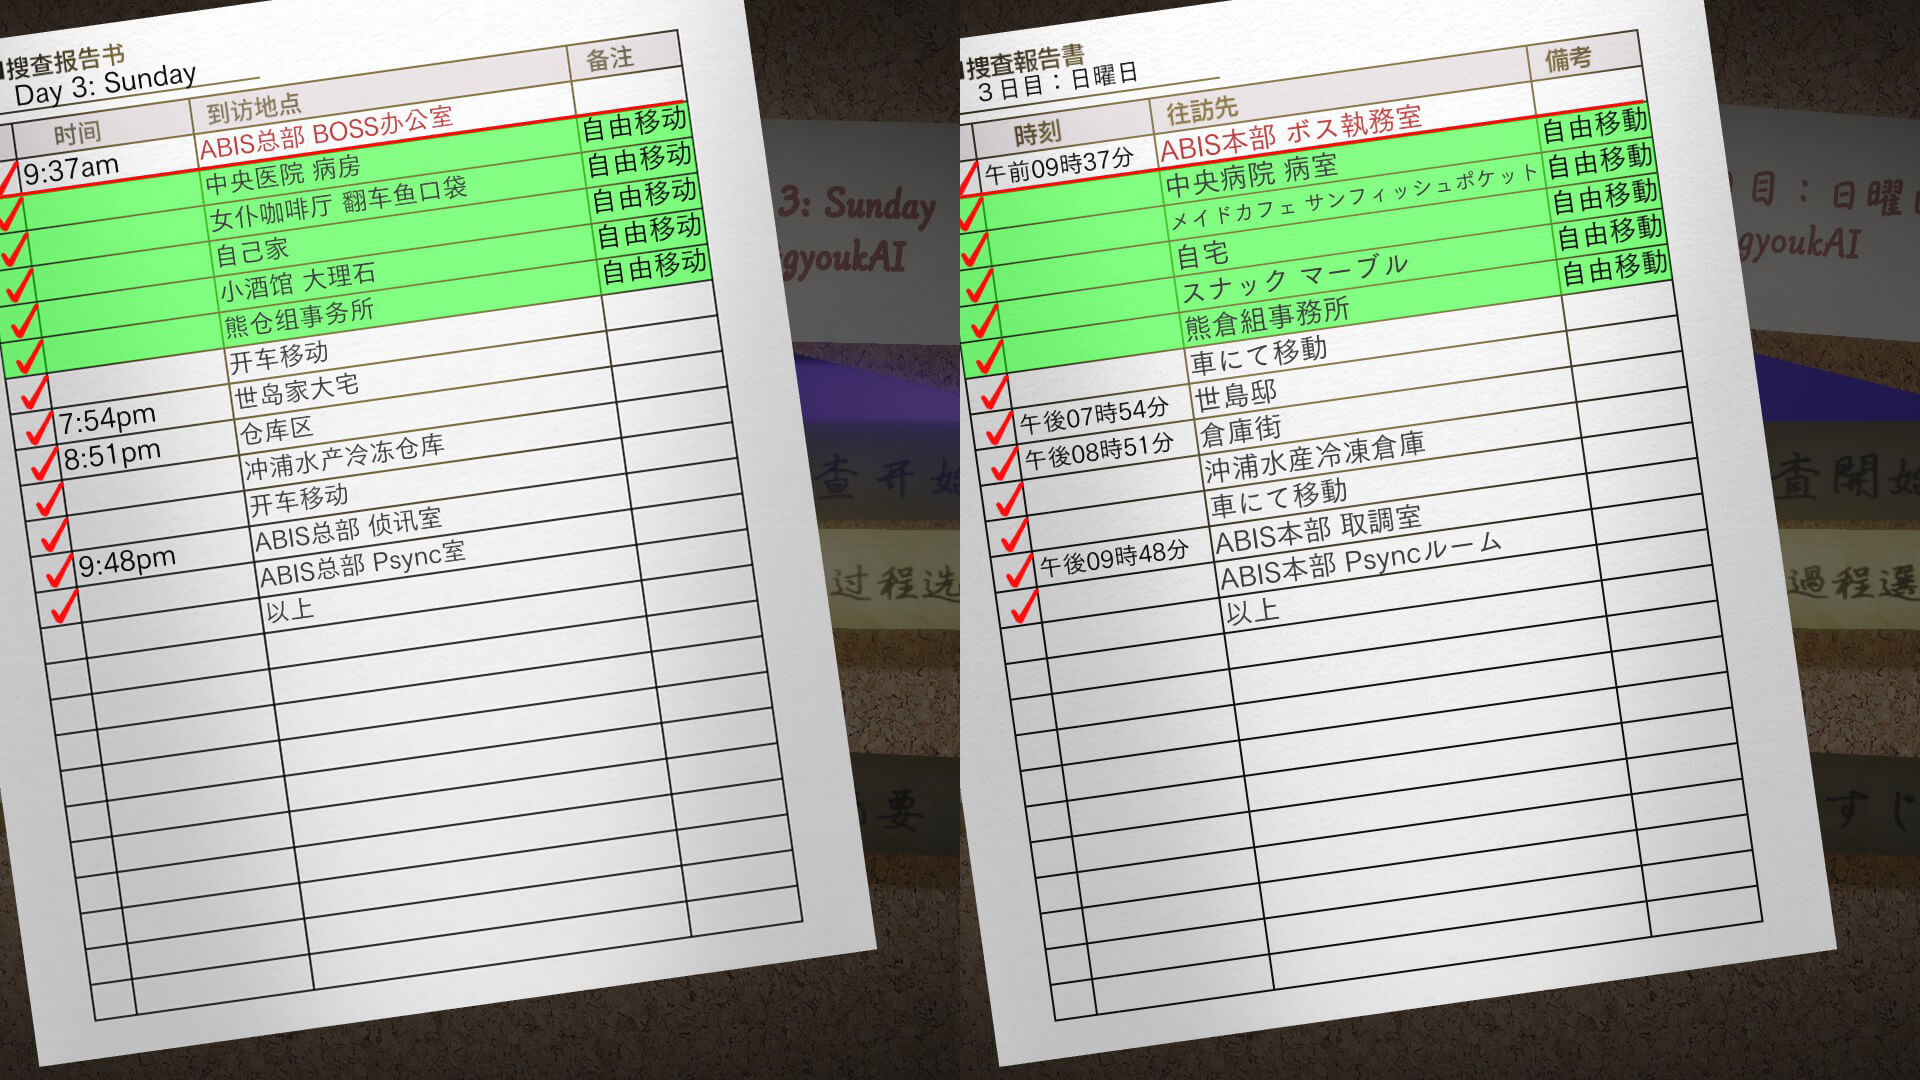 搜查报告书
Day 3: Sunday
时间 到访地点 备注
9:37am ABIS总部 BOSS办公室
中央医院 病房 自由移动
女仆咖啡厅 翻车鱼口袋 自由移动
自己家 自由移动
小酒馆 大理石 自由移动
熊仓组事务所 自由移动
开车移动
7:54pm 世岛家大宅
8:51pm 仓库区
冲浦水产冷冻仓库
开车移动
9:48pm ABIS总部 侦讯室
ABIS总部 Psync室
以上
3: Sunday
gyoukAI
查开始
过程选
要
搜査報告書
3日目：日曜日
時刻 往訪先 備考
午前09時37分 ABIS本部 ボス執務室
中央病院 病室 自由移動
メイドカフェ サンフィッシュポケット 自由移動
自宅 自由移動
スナック マーブル 自由移動
熊倉組事務所 自由移動
車にて移動
午後07時54分 世島邸
午後08時51分 倉庫街
沖浦水産冷凍倉庫
車にて移動
午後09時48分 ABIS本部 取調室
ABIS本部 Psyncルーム
以上
目：日曜日
gyoukAI
査開始
過程選
すじ